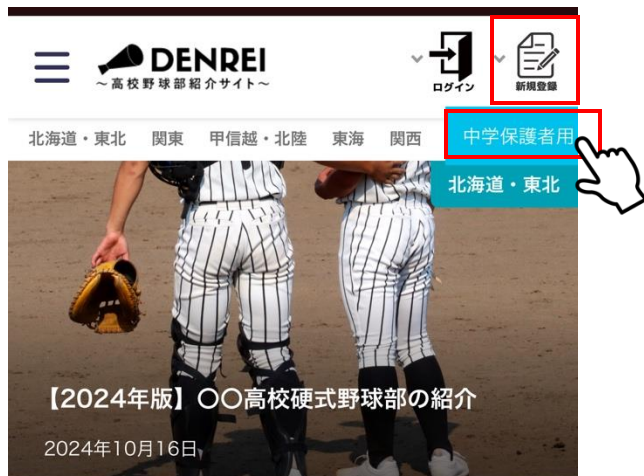 DENREI
～高校野球部紹介サイト～
ログイン
新規登録
北海道・東北 関東 甲信越・北陸 東海 関西 中学保護者用
北海道・東北
【2024年版】〇〇高校硬式野球部の紹介
2024年10月16日